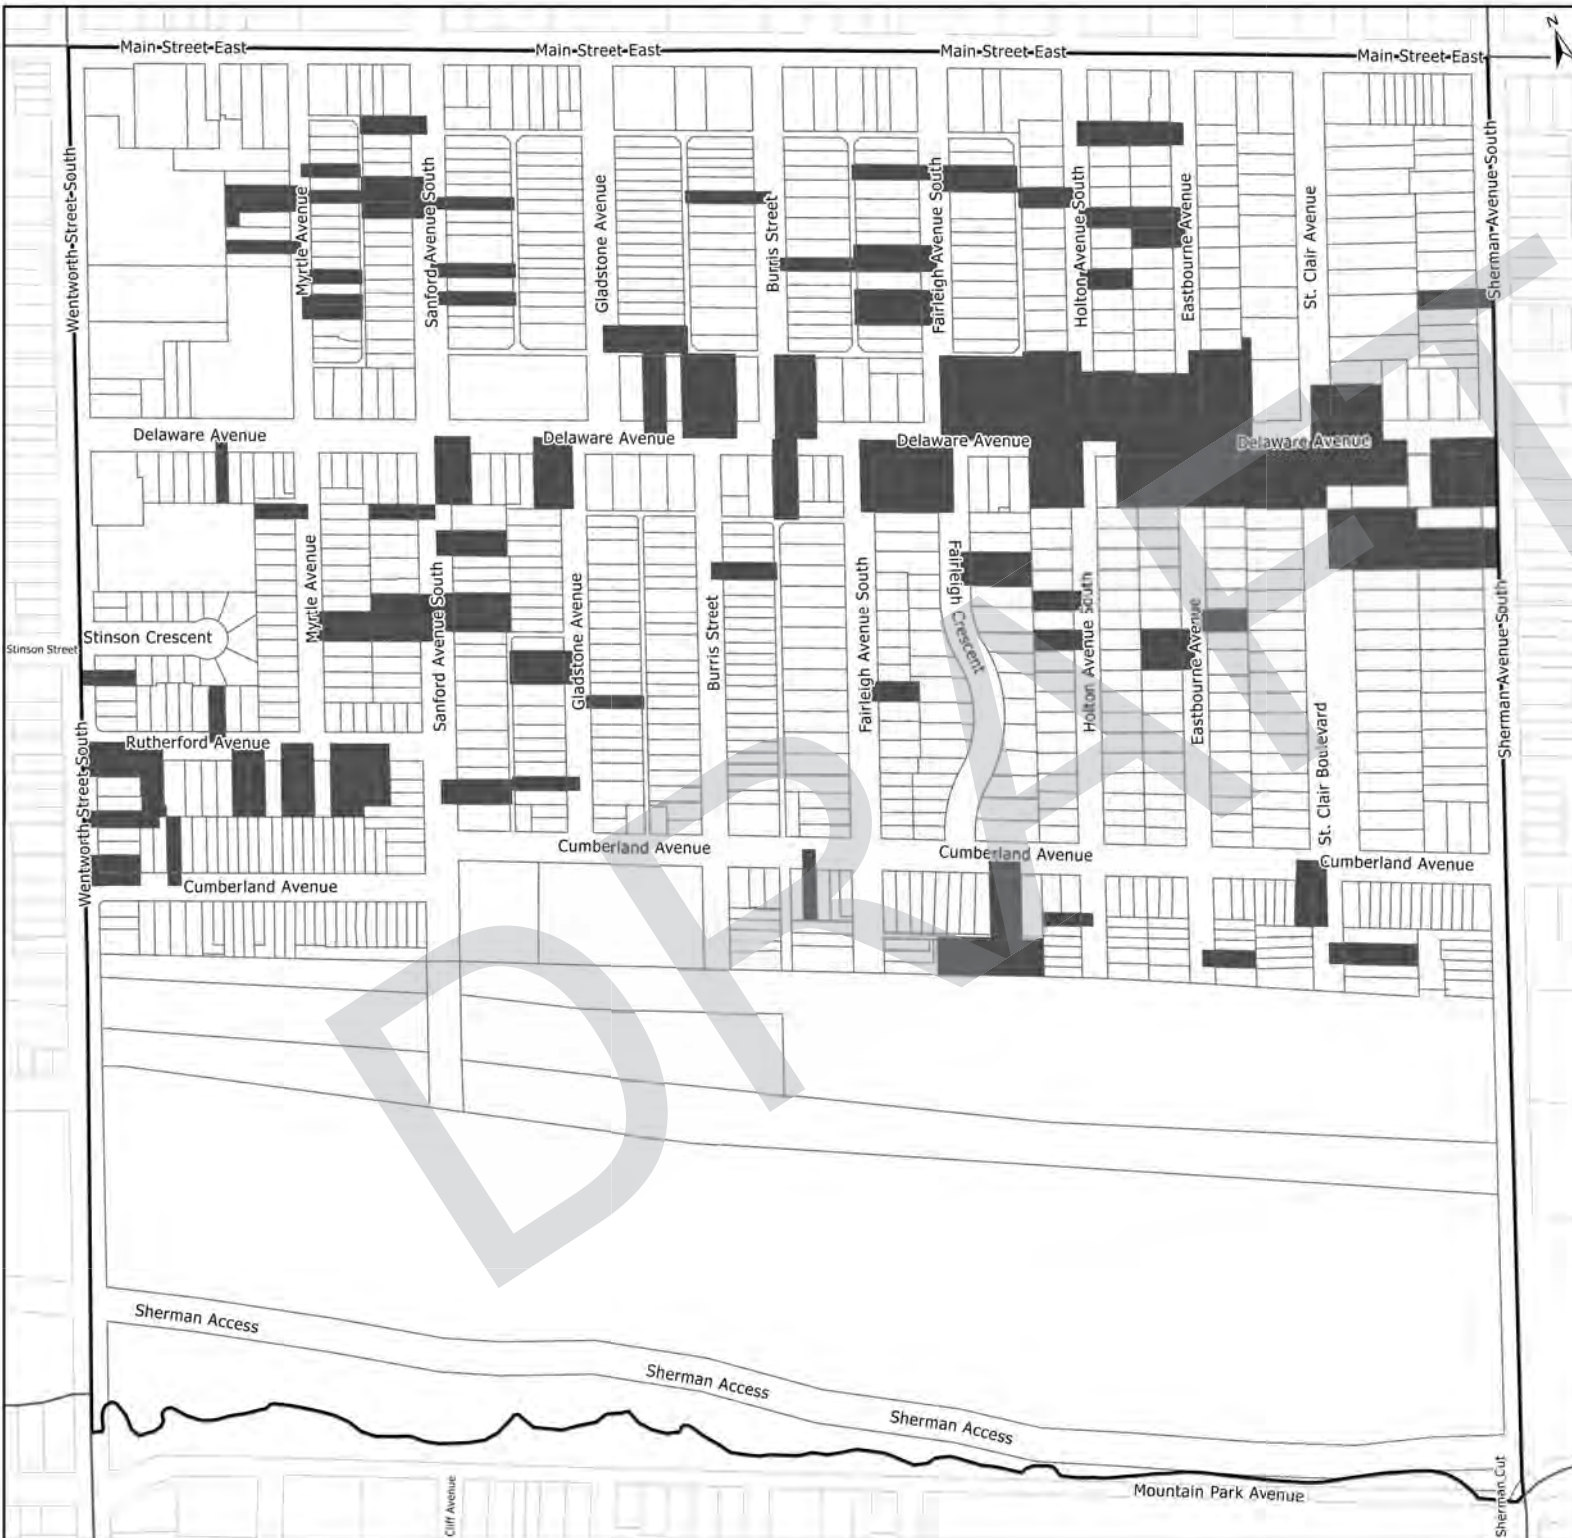 N
Main Street East
Main Street East
Main Street East
Main Street East
Wentworth Street South
Myrtle Avenue
Sanford Avenue South
Gladstone Avenue
Burris Street
Fairleigh Avenue South
Holton Avenue South
Eastbourne Avenue
St. Clair Avenue
Sherman Avenue South
Delaware Avenue
Delaware Avenue
Delaware Avenue
Delaware Avenue
Stinson Street
Stinson Crescent
Myrtle Avenue
Sanford Avenue South
Gladstone Avenue
Burris Street
Fairleigh Avenue South
Fairleigh Crescent
Holton Avenue South
Eastbourne Avenue
St. Clair Boulevard
Sherman Avenue South
Rutherford Avenue
Wentworth Street South
Cumberland Avenue
Cumberland Avenue
Cumberland Avenue
Cumberland Avenue
DRAFT
Sherman Access
Sherman Access
Sherman Access
Cliff Avenue
Mountain Park Avenue
Sherman Cut